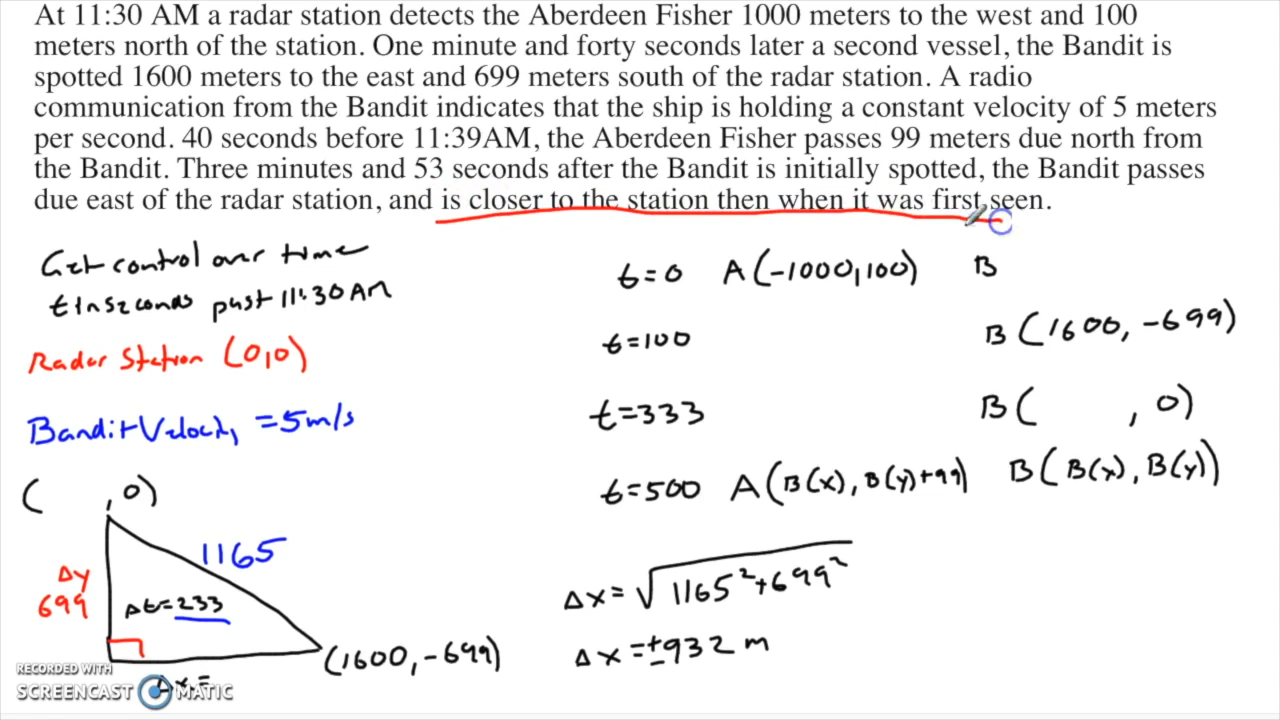 At 11:30 AM a radar station detects the Aberdeen Fisher 1000 meters to the west and 100
meters north of the station. One minute and forty seconds later a second vessel, the Bandit is
spotted 1600 meters to the east and 699 meters south of the radar station. A radio
communication from the Bandit indicates that the ship is holding a constant velocity of 5 meters
per second. 40 seconds before 11:39AM, the Aberdeen Fisher passes 99 meters due north from
the Bandit. Three minutes and 53 seconds after the Bandit is initially spotted, the Bandit passes
due east of the radar station, and is closer to the station then when it was first seen.
Get control over time
t in seconds past 11:30 AM
Radar Station (0,0)
Bandit Velocity =5m/s
t=0 A(-1000,100) B
t=100 B(1600,-699)
t=333 B( ,0)
t=500 A(B(x), B(y)+99) B(B(x), B(y))
( ,0)
1165
Δy
699
Δt=233
(1600,-699)
Δx=
Δx=√1165²+699²
Δx=±932 m
RECORDED WITH
SCREENCAST MATIC